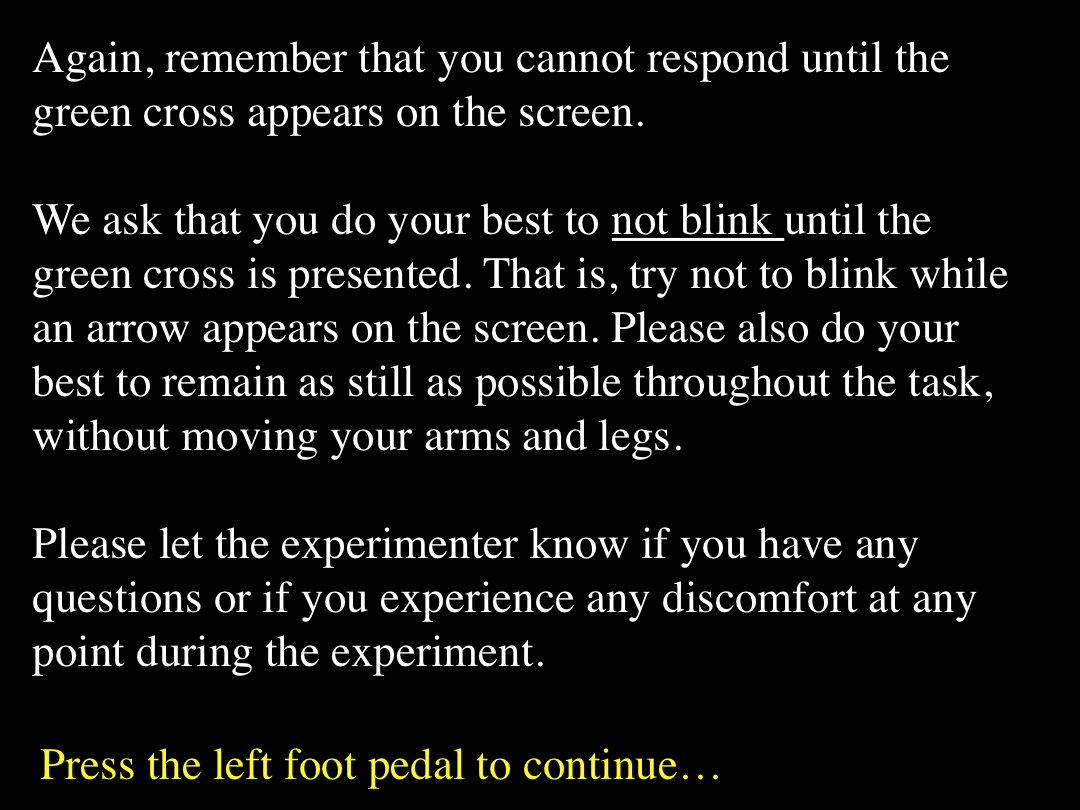 Again, remember that you cannot respond until the
green cross appears on the screen.
We ask that you do your best to not blink until the
green cross is presented. That is, try not to blink while
an arrow appears on the screen. Please also do your
best to remain as still as possible throughout the task,
without moving your arms and legs.
Please let the experimenter know if you have any
questions or if you experience any discomfort at any
point during the experiment.
Press the left foot pedal to continue…